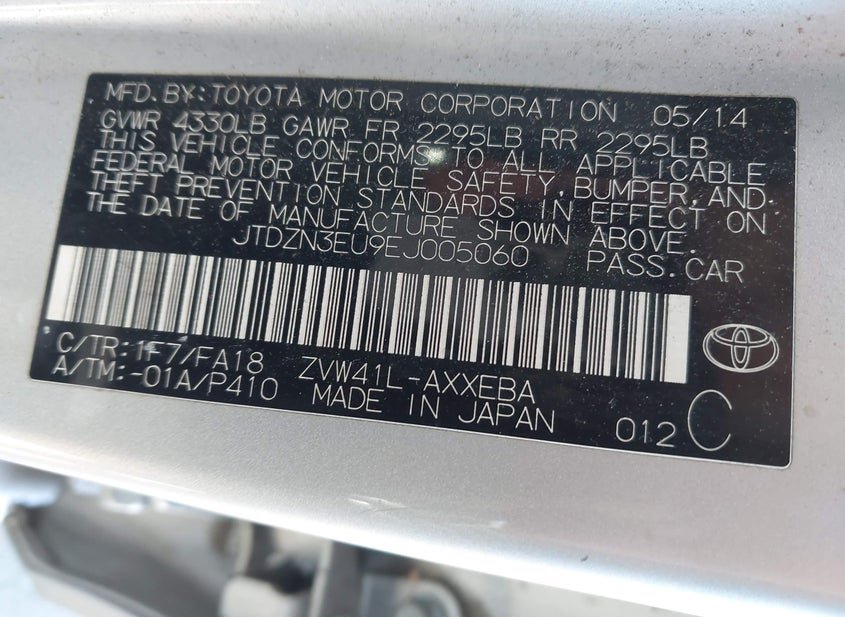 MFD.BY:TOYOTA MOTOR CORPORATION 05/14
GVWR 4330LB GAWR FR 2295LB RR 2295LB
THIS VEHICLE CONFORMS TO ALL APPLICABLE
FEDERAL MOTOR VEHICLE SAFETY,BUMPER,AND
THEFT PREVENTION STANDARDS IN EFFECT ON
THE DATE OF MANUFACTURE SHOWN ABOVE.
JTDZN3EU9EJ005060 PASS.CAR
C/TR:1F7/FA18 ZVW41L-AXXEBA
A/TM:-01A/P410 MADE IN JAPAN
012 C